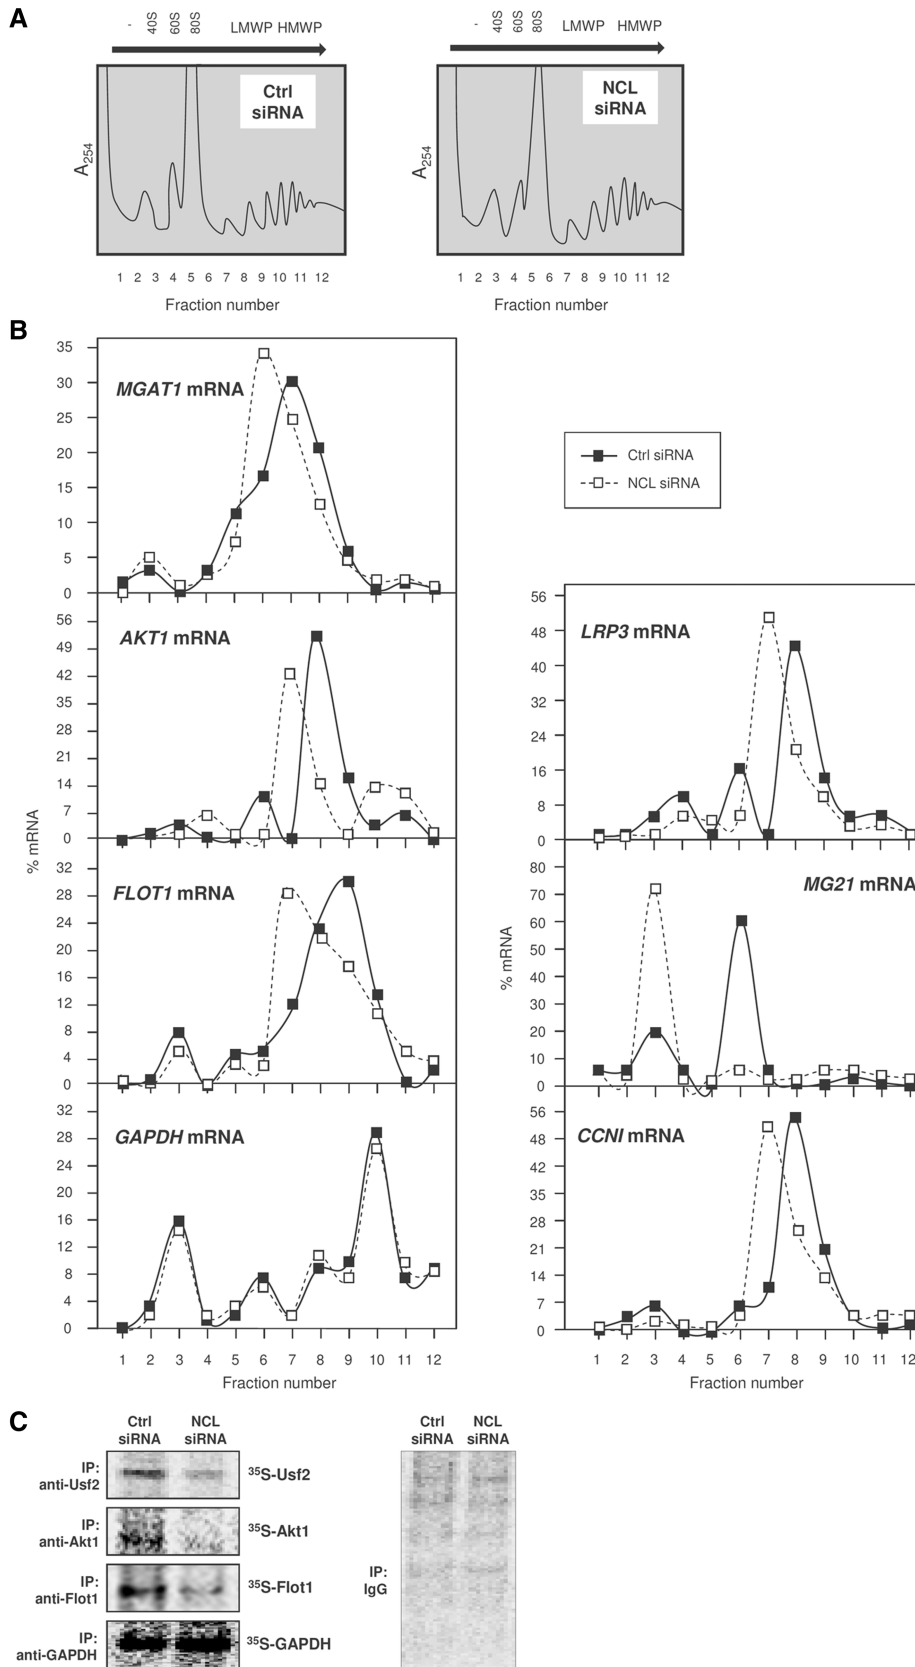 A
- 40S 60S 80S LMWP HMWP
- 40S 60S 80S LMWP HMWP
Ctrl
siRNA
NCL
siRNA
A254
A254
1 2 3 4 5 6 7 8 9 10 11 12
1 2 3 4 5 6 7 8 9 10 11 12
Fraction number
Fraction number
B
35
30
25
20
15
10
5
0
MGAT1 mRNA
Ctrl siRNA
NCL siRNA
56
49
42
35
28
21
14
7
0
AKT1 mRNA
56
48
40
32
24
16
8
0
LRP3 mRNA
% mRNA
32
28
24
20
16
12
8
4
0
FLOT1 mRNA
% mRNA
80
70
60
50
40
30
20
10
0
MG21 mRNA
32
28
24
20
16
12
8
4
0
GAPDH mRNA
56
48
42
35
28
21
14
7
0
CCNI mRNA
1 2 3 4 5 6 7 8 9 10 11 12
Fraction number
1 2 3 4 5 6 7 8 9 10 11 12
Fraction number
C
Ctrl
siRNA
NCL
siRNA
Ctrl
siRNA
NCL
siRNA
IP:
anti-Usf2
35S-Usf2
IP:
anti-Akt1
35S-Akt1
IP:
anti-Flot1
35S-Flot1
IP:
anti-GAPDH
35S-GAPDH
IP:
IgG